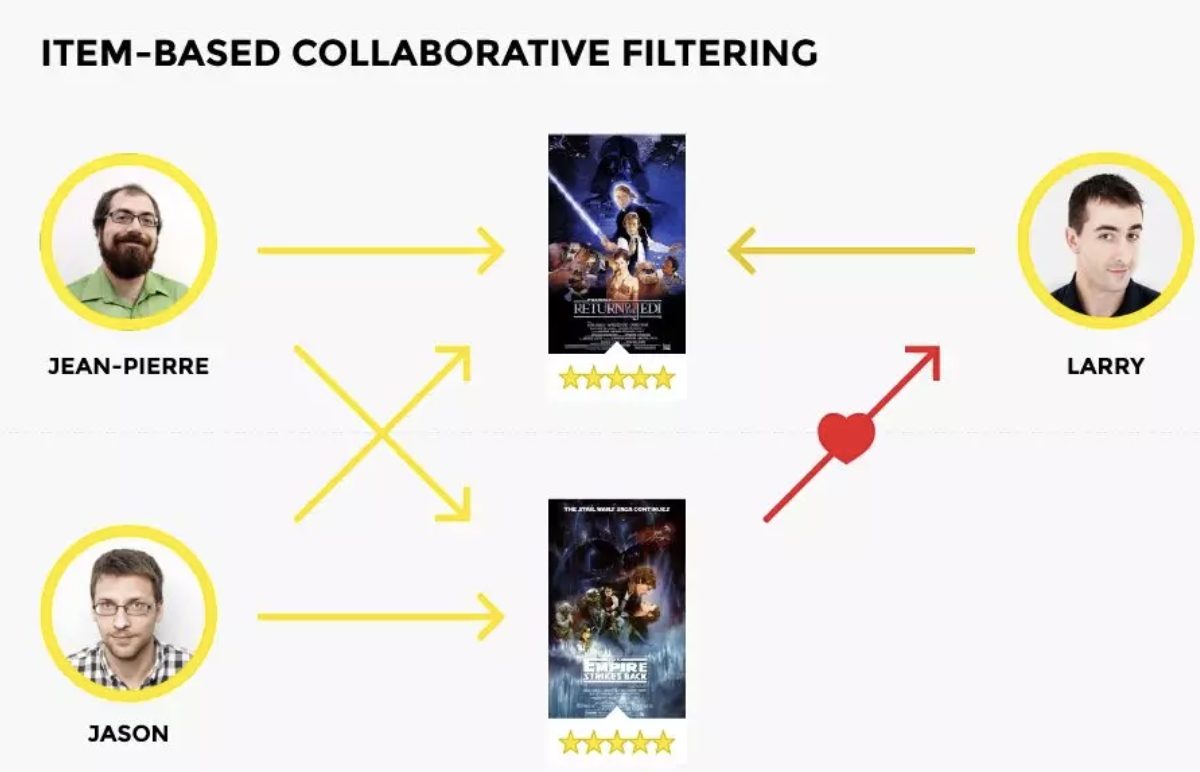 ITEM-BASED COLLABORATIVE FILTERING
RETURN OF THE JEDI
JEAN-PIERRE
LARRY
THE STAR WARS SAGA CONTINUES
EMPIRE
STRIKES BACK
JASON